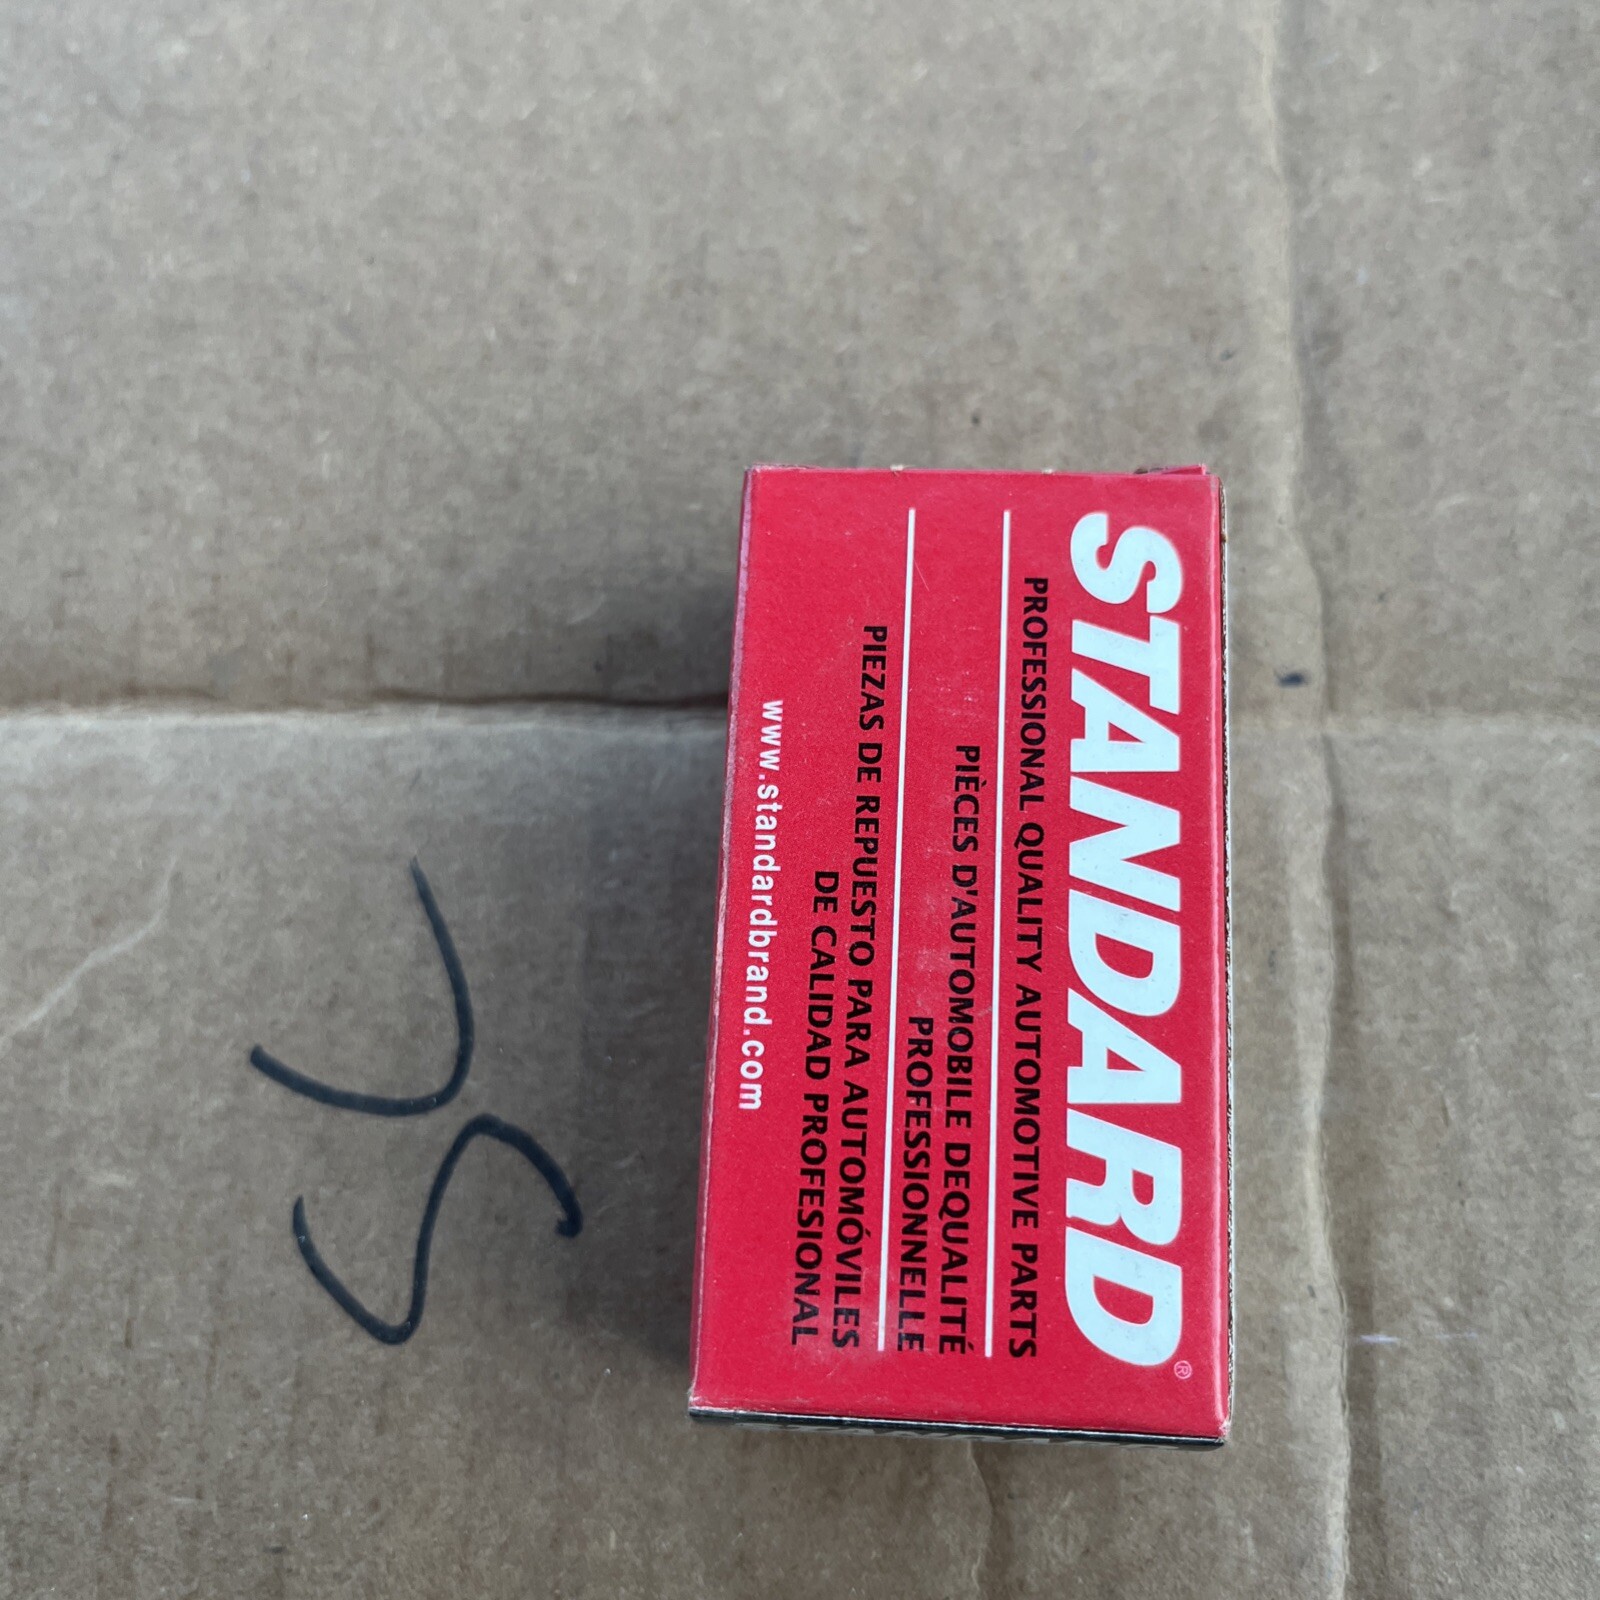 STANDARD®
PROFESSIONAL QUALITY AUTOMOTIVE PARTS
PIÈCES D'AUTOMOBILE DEQUALITÉ
PROFESSIONNELLE
PIEZAS DE REPUESTO PARA AUTOMÓVILES
DE CALIDAD PROFESIONAL
www.standardbrand.com